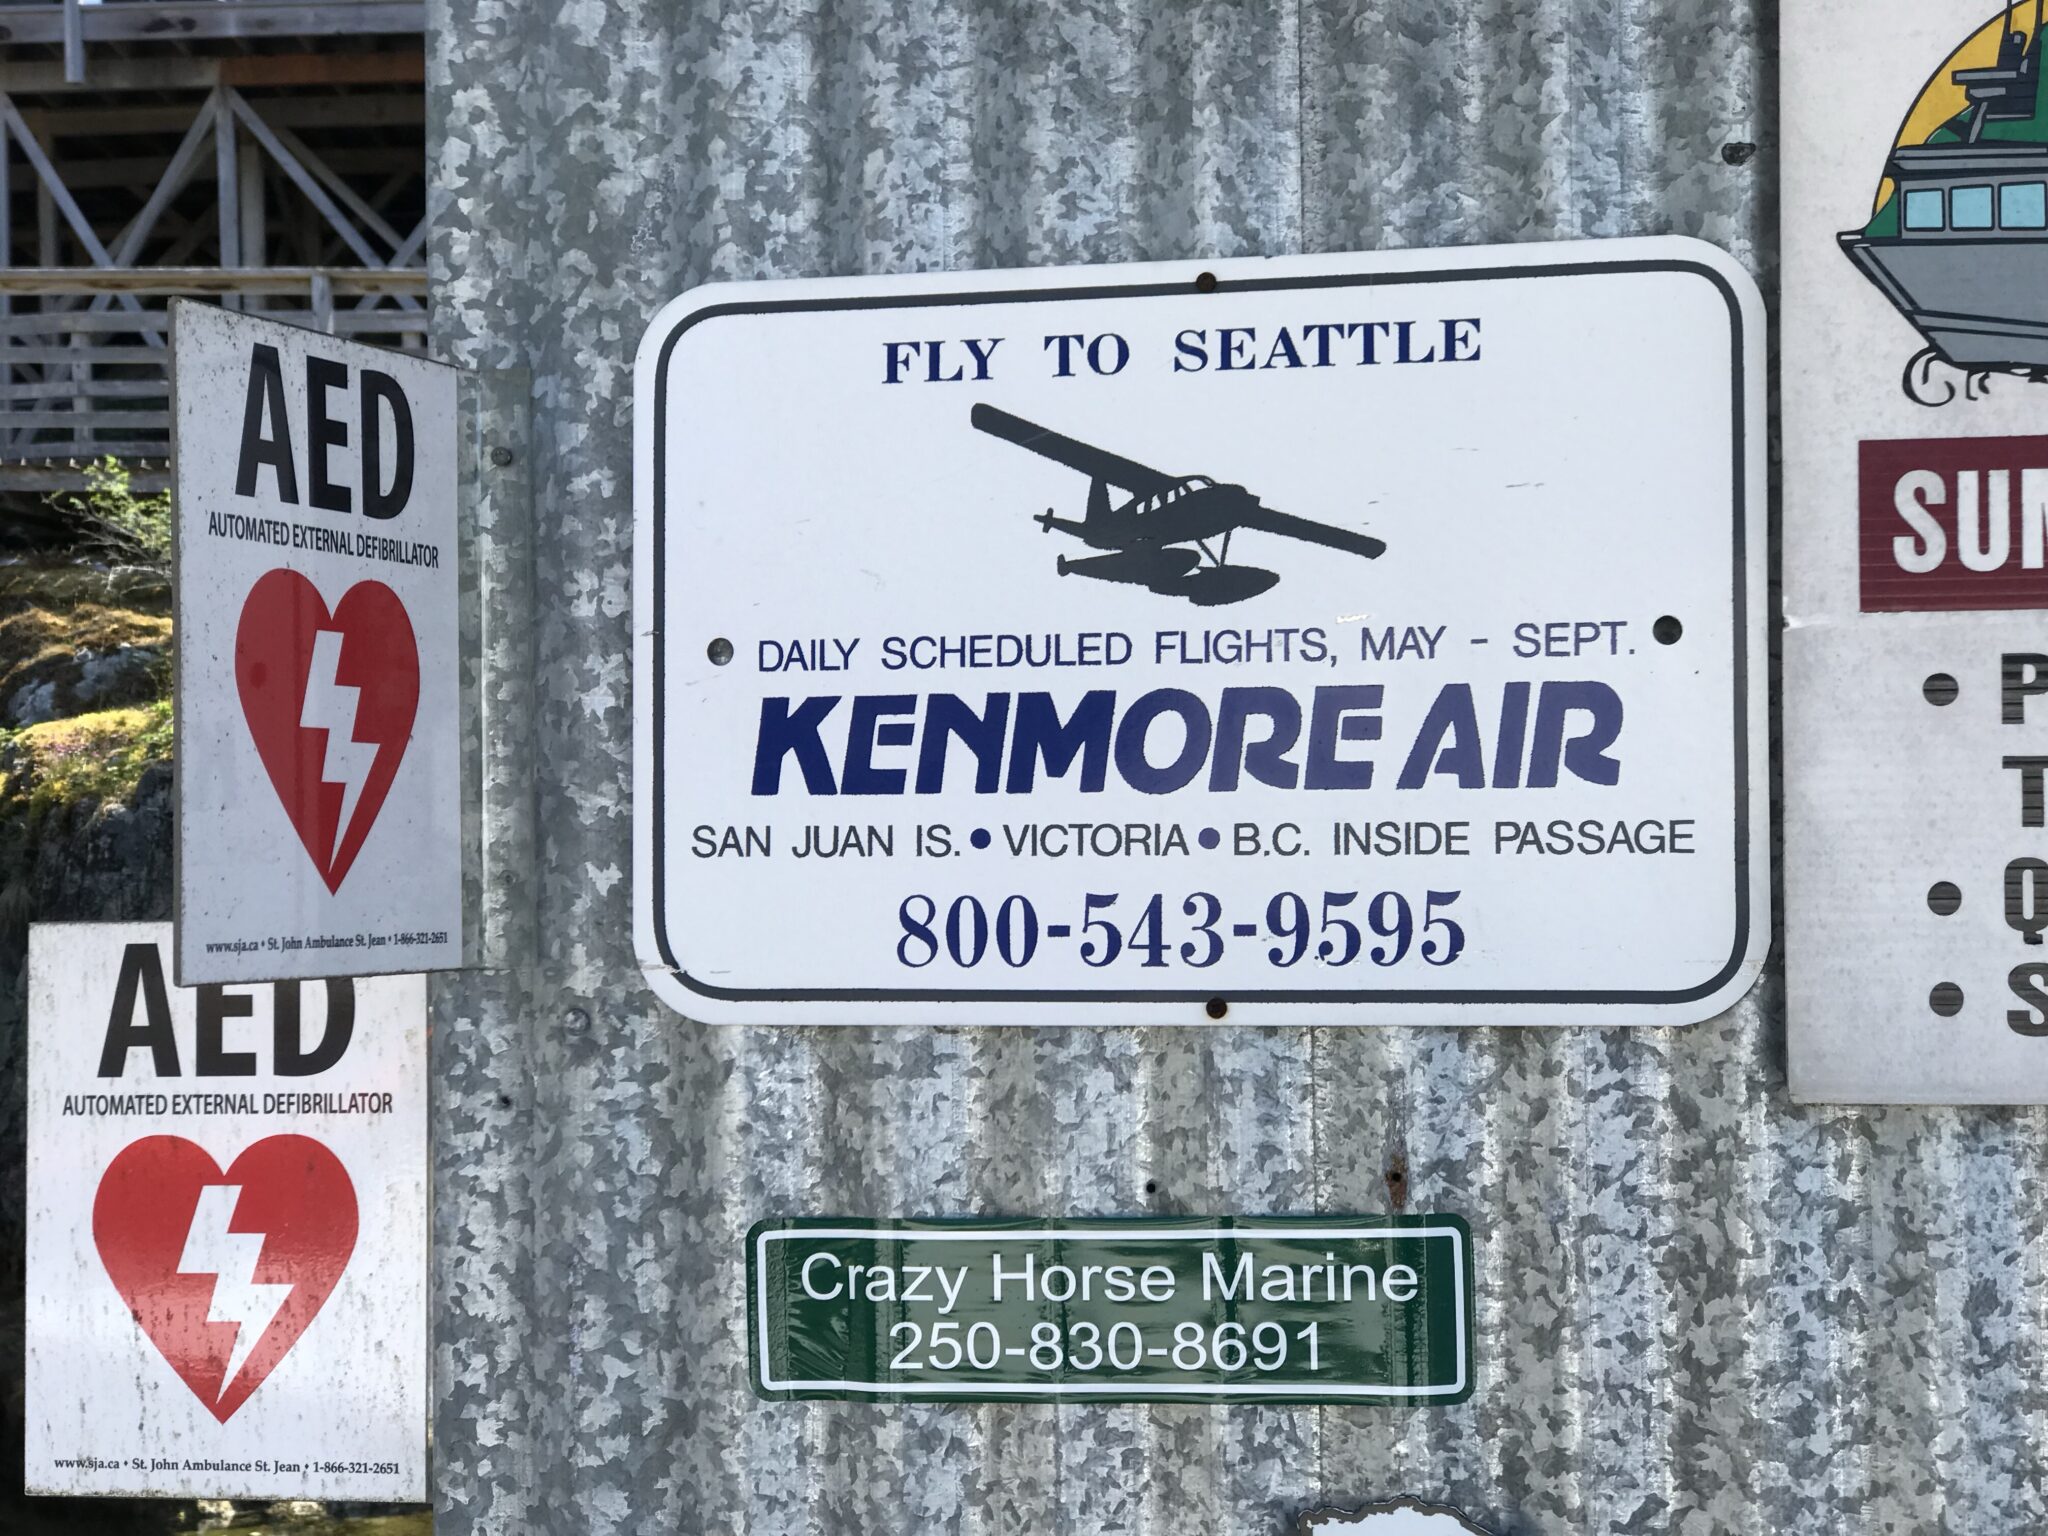 AED
AUTOMATED EXTERNAL DEFIBRILLATOR
www.sja.ca • St. John Ambulance St. Jean • 1-866-321-2651
AED
AUTOMATED EXTERNAL DEFIBRILLATOR
www.sja.ca • St. John Ambulance St. Jean • 1-866-321-2651
FLY TO SEATTLE
DAILY SCHEDULED FLIGHTS, MAY - SEPT.
KENMORE AIR
SAN JUAN IS. • VICTORIA • B.C. INSIDE PASSAGE
800-543-9595
Crazy Horse Marine
250-830-8691